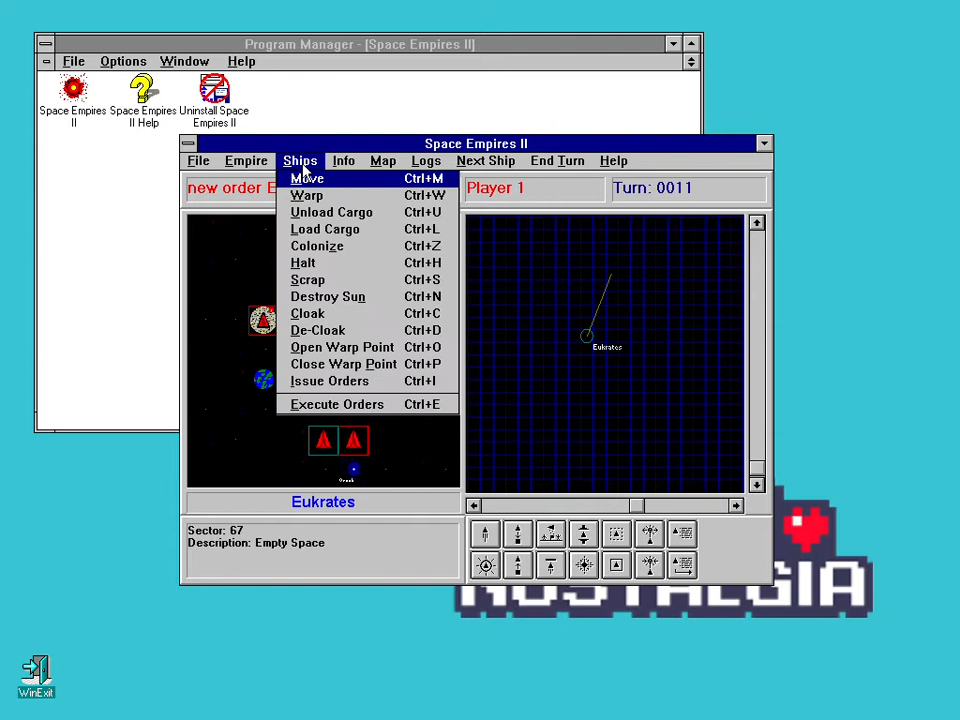 Program Manager - [Space Empires II]
File Options Window Help
Space Empires II
Space Empires II Help
Uninstall Space Empires II
Space Empires II
File Empire Ships Info Map Logs Next Ship End Turn Help
new order E
Player 1
Turn: 0011
Move Ctrl+M
Warp Ctrl+W
Unload Cargo Ctrl+U
Load Cargo Ctrl+L
Colonize Ctrl+Z
Halt Ctrl+H
Scrap Ctrl+S
Destroy Sun Ctrl+N
Cloak Ctrl+C
De-Cloak Ctrl+D
Open Warp Point Ctrl+O
Close Warp Point Ctrl+P
Issue Orders Ctrl+I
Execute Orders Ctrl+E
Eukrates
Eukrates
Sector: 67
Description: Empty Space
NOSTALGIA
WinExit